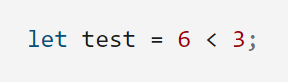 let test = 6 < 3;